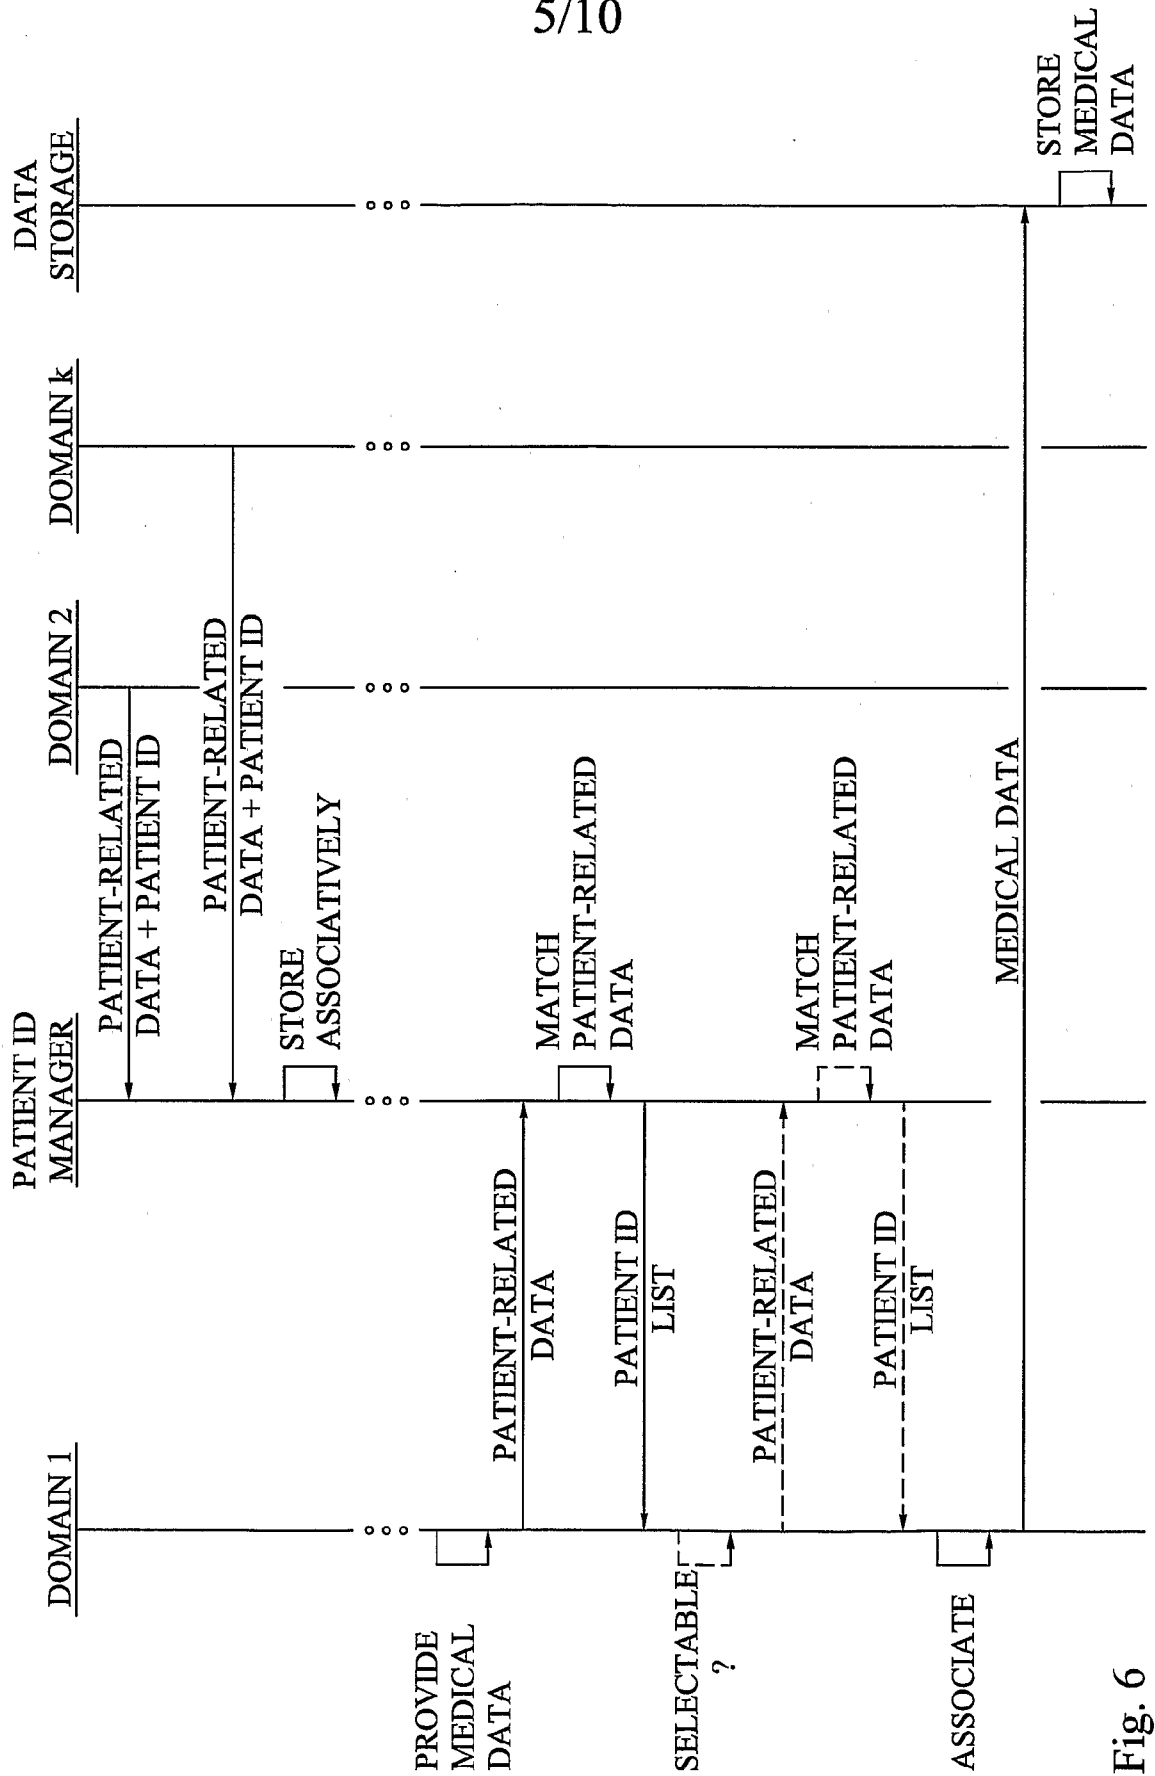 5/10
DOMAIN 1
PATIENT ID
MANAGER
DOMAIN 2
DOMAIN k
DATA
STORAGE
PATIENT-RELATED
DATA + PATIENT ID
PATIENT-RELATED
DATA + PATIENT ID
STORE
ASSOCIATIVELY
PROVIDE
MEDICAL
DATA
PATIENT-RELATED
DATA
MATCH
PATIENT-RELATED
DATA
PATIENT ID
LIST
SELECTABLE
?
PATIENT-RELATED
DATA
MATCH
PATIENT-RELATED
DATA
PATIENT ID
LIST
ASSOCIATE
MEDICAL DATA
STORE
MEDICAL
DATA
Fig. 6